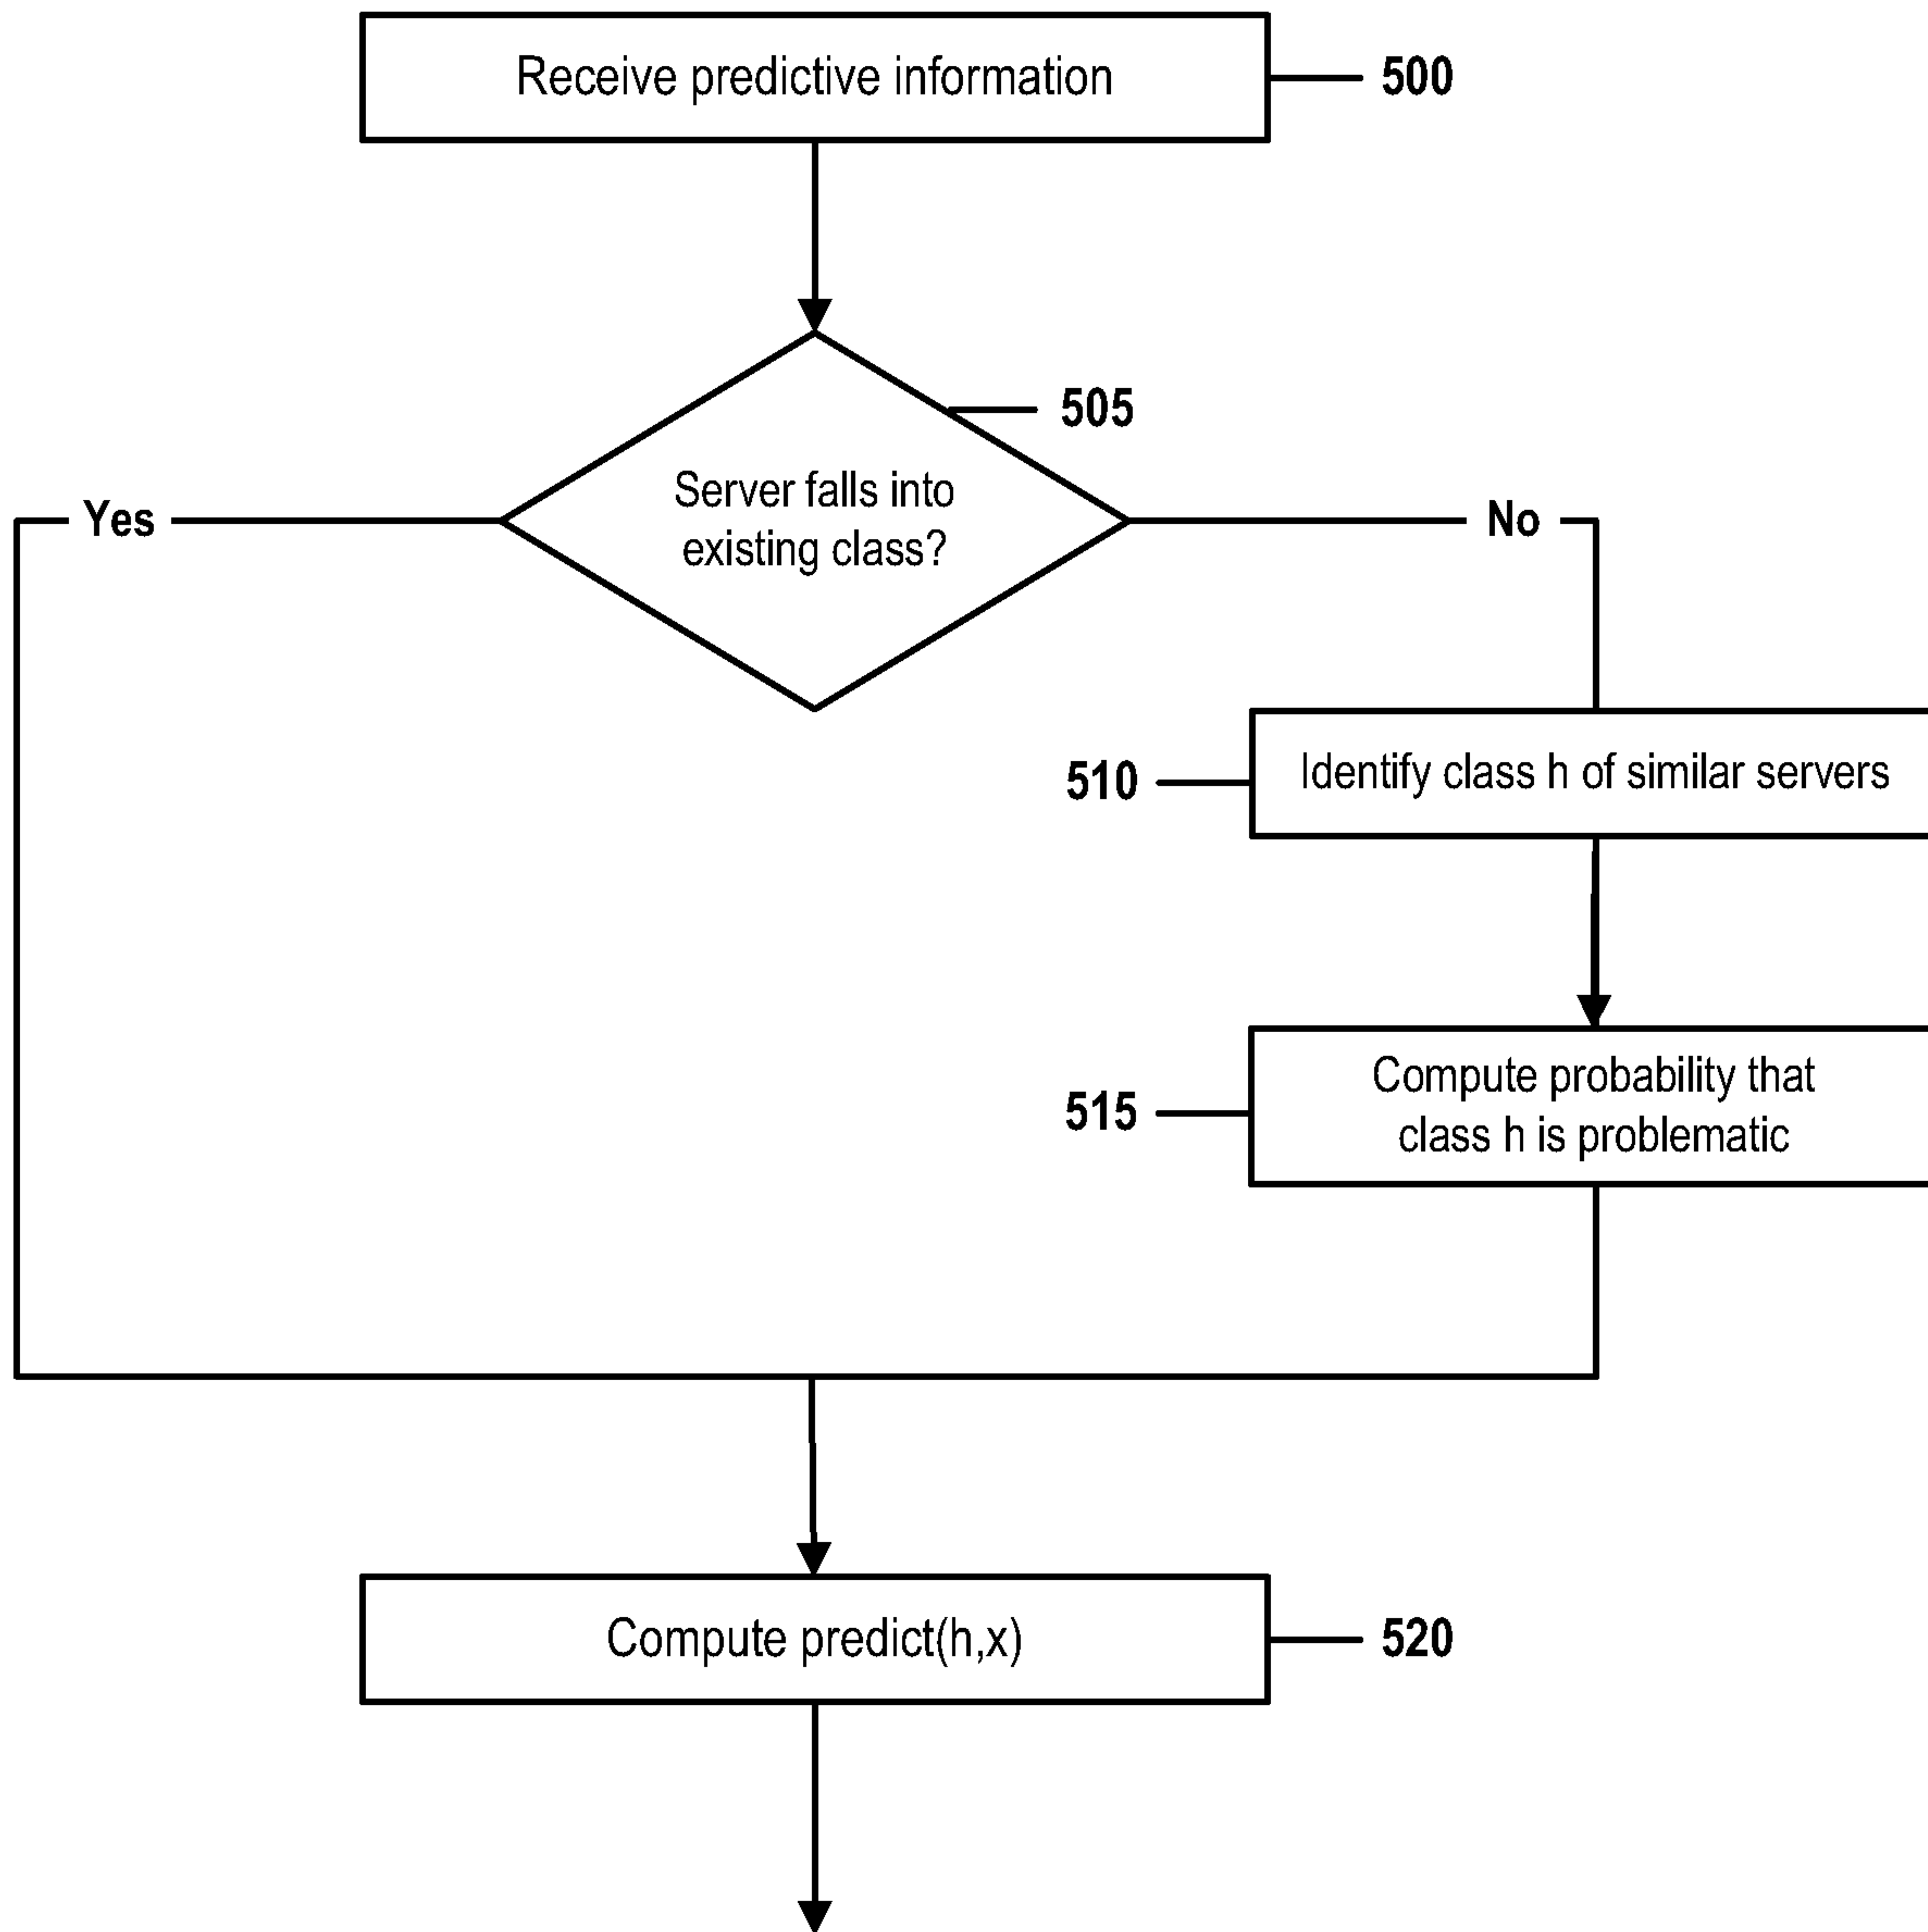 Receive predictive information
500
505
Server falls into
existing class?
Yes
No
510
Identify class h of similar servers
515
Compute probability that
class h is problematic
Compute predict(h,x)
520